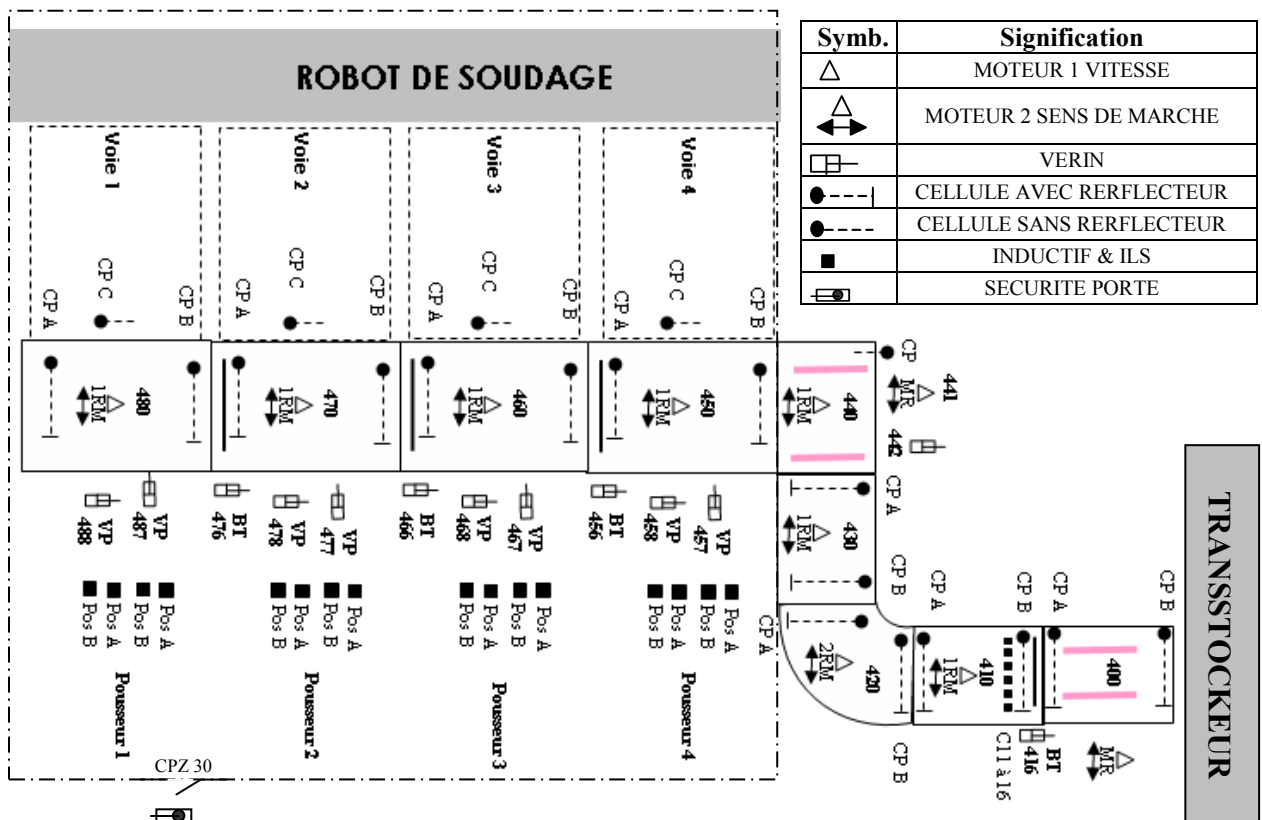 ROBOT DE SOUDAGE
Symb. Signification
MOTEUR 1 VITESSE
MOTEUR 2 SENS DE MARCHE
VERIN
CELLULE AVEC RERFLECTEUR
CELLULE SANS RERFLECTEUR
INDUCTIF & ILS
SECURITE PORTE
Voie 1
Voie 2
Voie 3
Voie 4
CP A
CP C
CP B
CP A
CP C
CP B
CP A
CP C
CP B
CP A
CP C
CP B
CP
480
1RM
470
1RM
460
1RM
450
1RM
440
1RM
441
MR
442
VP
488
487
BT
476
VP
478
VP
477
BT
466
VP
468
VP
467
BT
456
VP
458
VP
457
CP A
430
1RM
CP B
CP A
420
2RM
CP B
CP A
410
1RM
CP B
C11 à 16
BT
416
CP A
400
CP B
MR
TRANSSTOCKEUR
Pos B
Pos A
Pos B
Pos A
Pos B
Pos A
Pos B
Pos A
Pos B
Pos A
Pos B
Pos A
Pos B
Pos A
Pos B
Pos A
Pousseur 1
Pousseur 2
Pousseur 3
Pousseur 4
CPZ 30